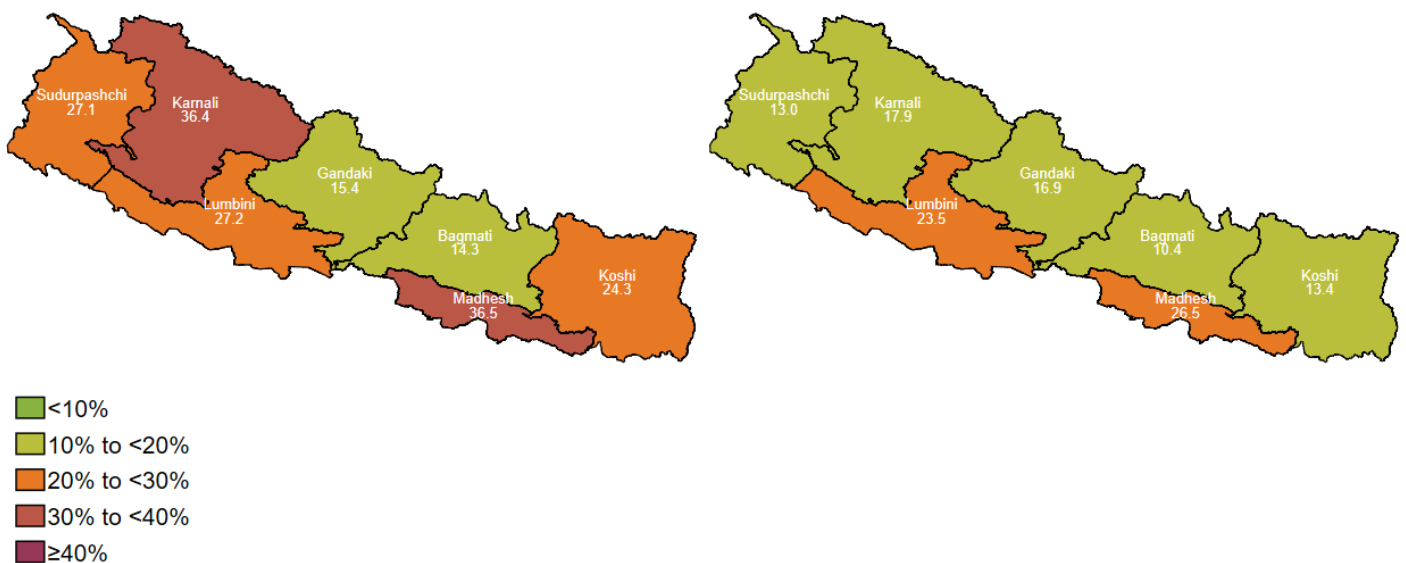 Sudurpashchi
27.1
Karnali
36.4
Gandaki
15.4
Lumbini
27.2
Bagmati
14.3
Koshi
24.3
Madhesh
36.5
Sudurpashchi
13.0
Karnali
17.9
Gandaki
16.9
Lumbini
23.5
Bagmati
10.4
Koshi
13.4
Madhesh
26.5
<10%
10% to <20%
20% to <30%
30% to <40%
≥40%